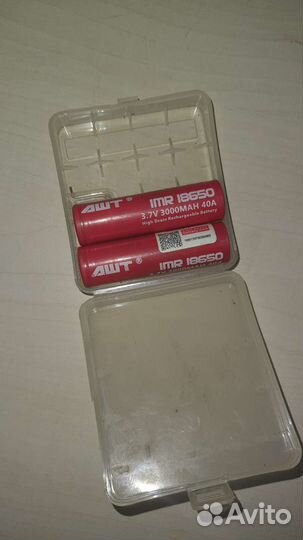 AWT® IMR 18650
3.7V 3000MAH 40A
High Drain Rechargeable Battery
AWT® IMR 18650
Avito